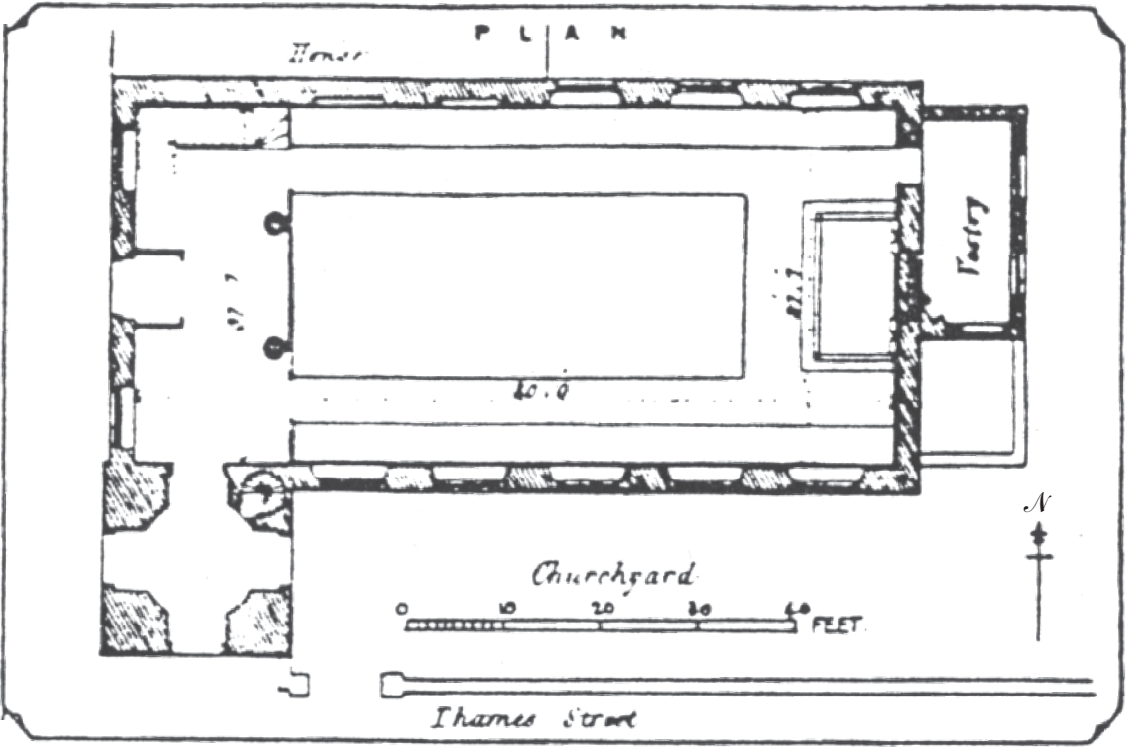 PLAN
House
Vestry
N
Churchyard
0 10 20 30 40
FEET.
Thames Street